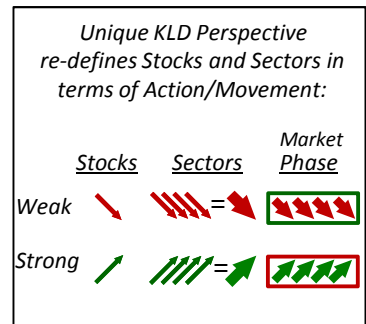 Unique KLD Perspective
re-defines Stocks and Sectors in
terms of Action/Movement:
Market
Stocks Sectors Phase
Weak =
Strong =